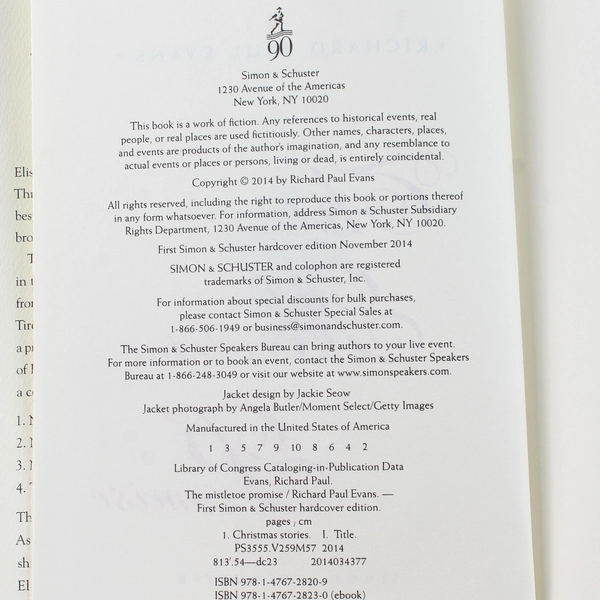 90
Simon & Schuster
1230 Avenue of the Americas
New York, NY 10020
This book is a work of fiction. Any references to historical events, real
people, or real places are used fictitiously. Other names, characters, places,
and events are products of the author's imagination, and any resemblance to
actual events or places or persons, living or dead, is entirely coincidental.
Copyright © 2014 by Richard Paul Evans
All rights reserved, including the right to reproduce this book or portions thereof
in any form whatsoever. For information, address Simon & Schuster Subsidiary
Rights Department, 1230 Avenue of the Americas, New York, NY 10020.
First Simon & Schuster hardcover edition November 2014
SIMON & SCHUSTER and colophon are registered
trademarks of Simon & Schuster, Inc.
For information about special discounts for bulk purchases,
please contact Simon & Schuster Special Sales at
1-866-506-1949 or business@simonandschuster.com.
The Simon & Schuster Speakers Bureau can bring authors to your live event.
For more information or to book an event, contact the Simon & Schuster Speakers
Bureau at 1-866-248-3049 or visit our website at www.simonspeakers.com.
Jacket design by Jackie Seow
Jacket photograph by Angela Butler/Moment Select/Getty Images
Manufactured in the United States of America
1 3 5 7 9 10 8 6 4 2
Library of Congress Cataloging-in-Publication Data
Evans, Richard Paul.
The mistletoe promise / Richard Paul Evans. —
First Simon & Schuster hardcover edition.
pages ; cm
1. Christmas stories. I. Title.
PS3555.V259M57 2014
813'.54—dc23 2014034377
ISBN 978-1-4767-2820-9
ISBN 978-1-4767-2823-0 (ebook)